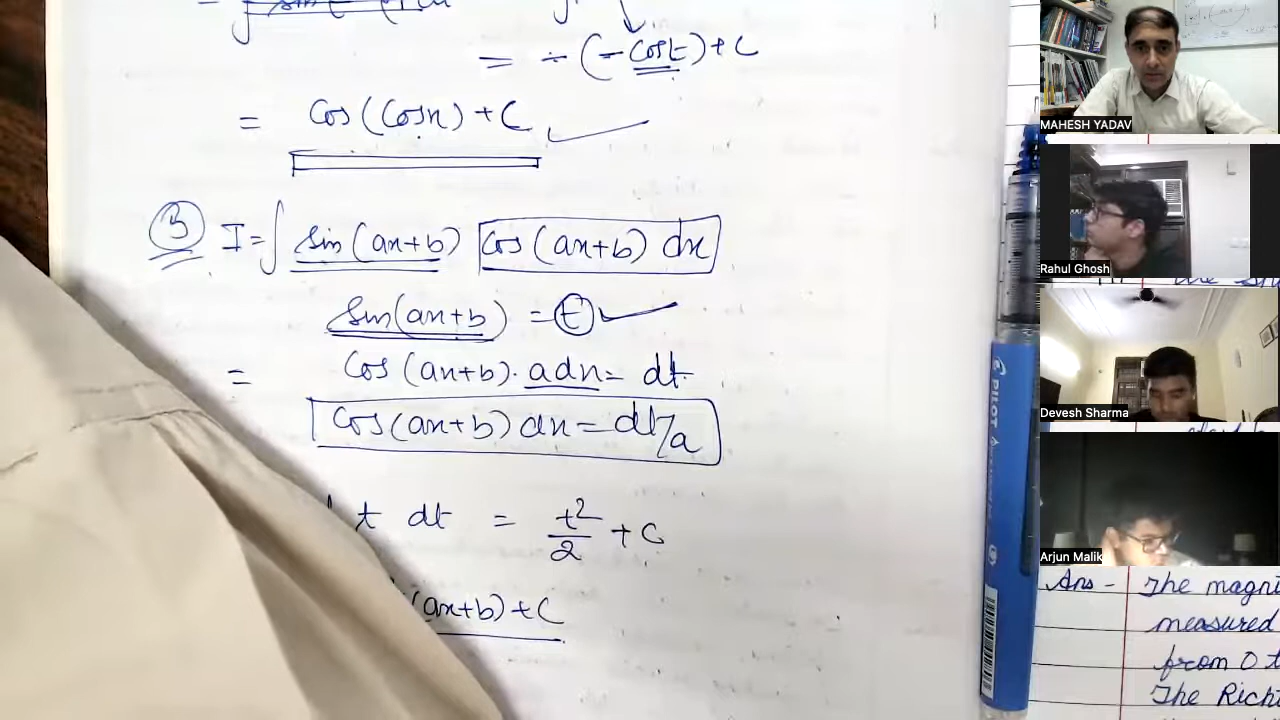 = - (-cost) + c
= cos(cosx) + c
③ I = ∫ sin(ax+b) cos(ax+b) dx
sin(ax+b) = t
= cos(ax+b). adx = dt
cos(ax+b) dx = dt/a
t dt = t²/2 + c
(ax+b) + c
MAHESH YADAV
Rahul Ghosh
Devesh Sharma
Arjun Malik
PILOT
Ans - The magni
measured
from 0 t
The Richt